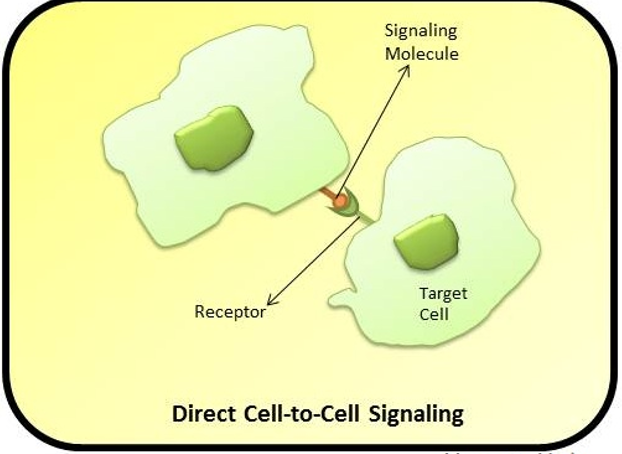 Signaling
Molecule
Receptor
Target
Cell
Direct Cell-to-Cell Signaling